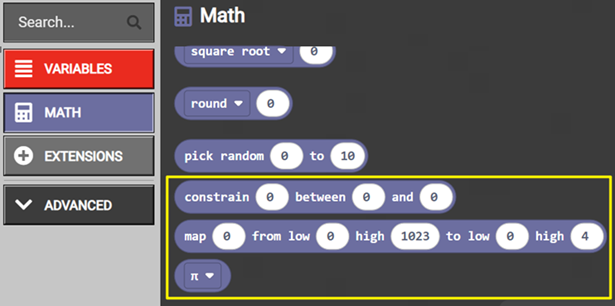 Search...
VARIABLES
MATH
EXTENSIONS
ADVANCED
Math
square root 0
round 0
pick random 0 to 10
constrain 0 between 0 and 0
map 0 from low 0 high 1023 to low 0 high 4
π